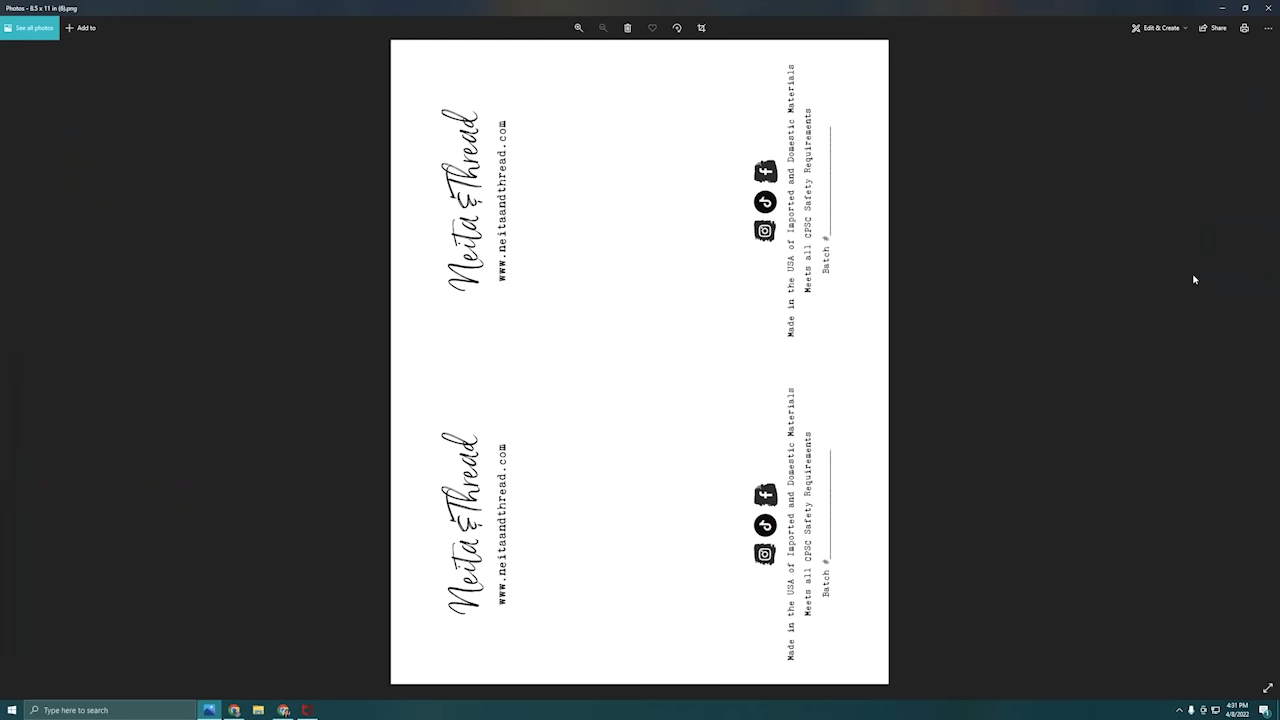 Photos - 8.5 x 11 in (6).png
See all photos
Add to
Edit & Create
Share
Neita & Thread
www.neitaandthread.com
Made in the USA of Imported and Domestic Materials
Meets all CPSC Safety Requirements
Batch #____________
Neita & Thread
www.neitaandthread.com
Made in the USA of Imported and Domestic Materials
Meets all CPSC Safety Requirements
Batch #____________
Type here to search
4:31 PM
4/8/2022